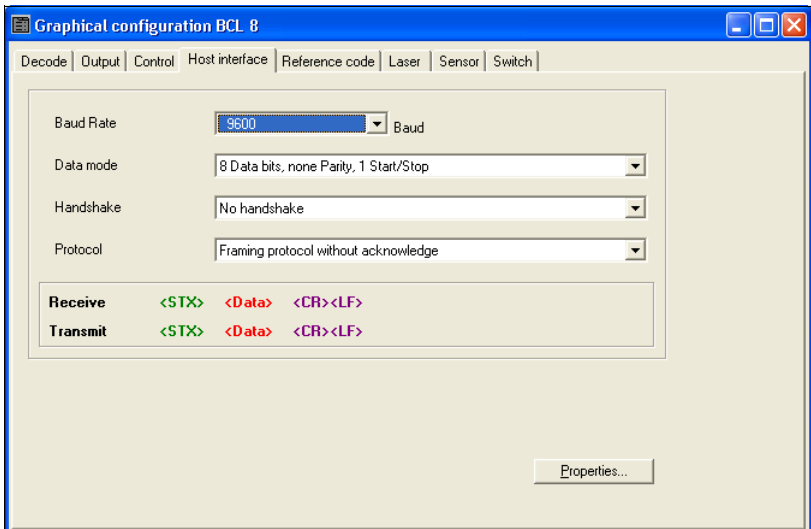 Graphical configuration BCL 8
Decode Output Control Host interface Reference code Laser Sensor Switch
Baud Rate 9600 Baud
Data mode 8 Data bits, none Parity, 1 Start/Stop
Handshake No handshake
Protocol Framing protocol without acknowledge
Receive <STX> <Data> <CR><LF>
Transmit <STX> <Data> <CR><LF>
Properties...